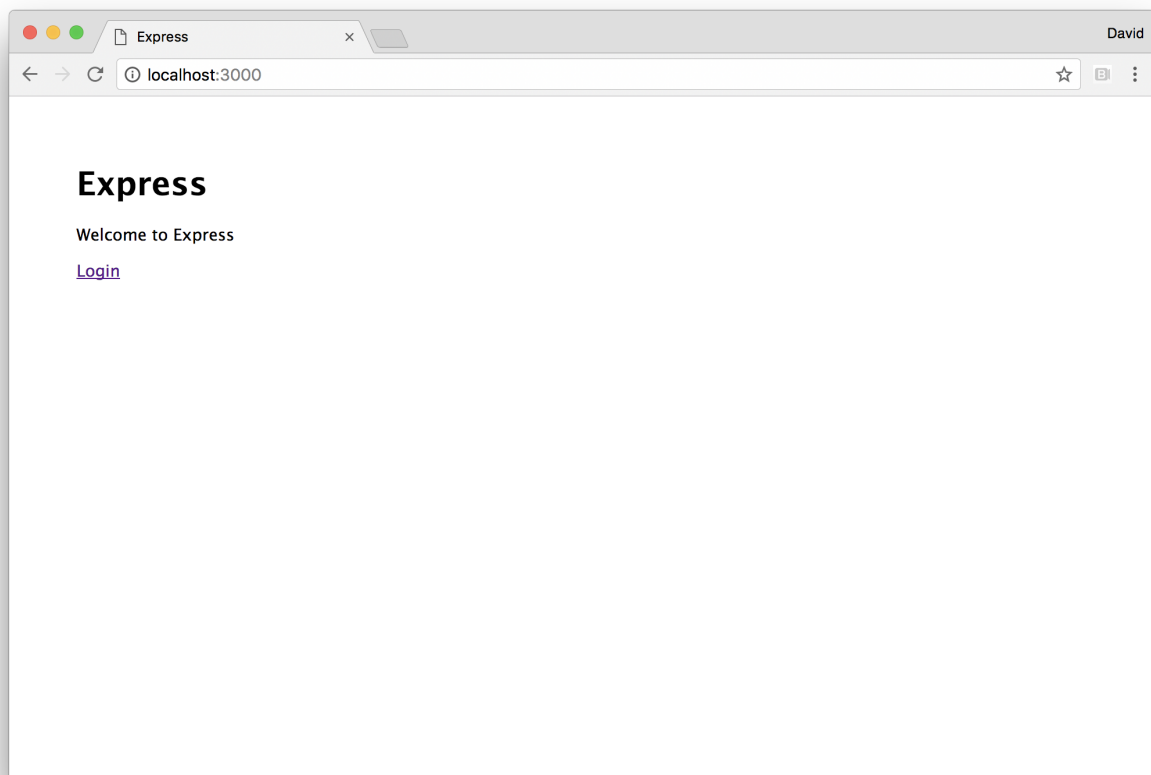 Express
David
localhost:3000
Express
Welcome to Express
Login